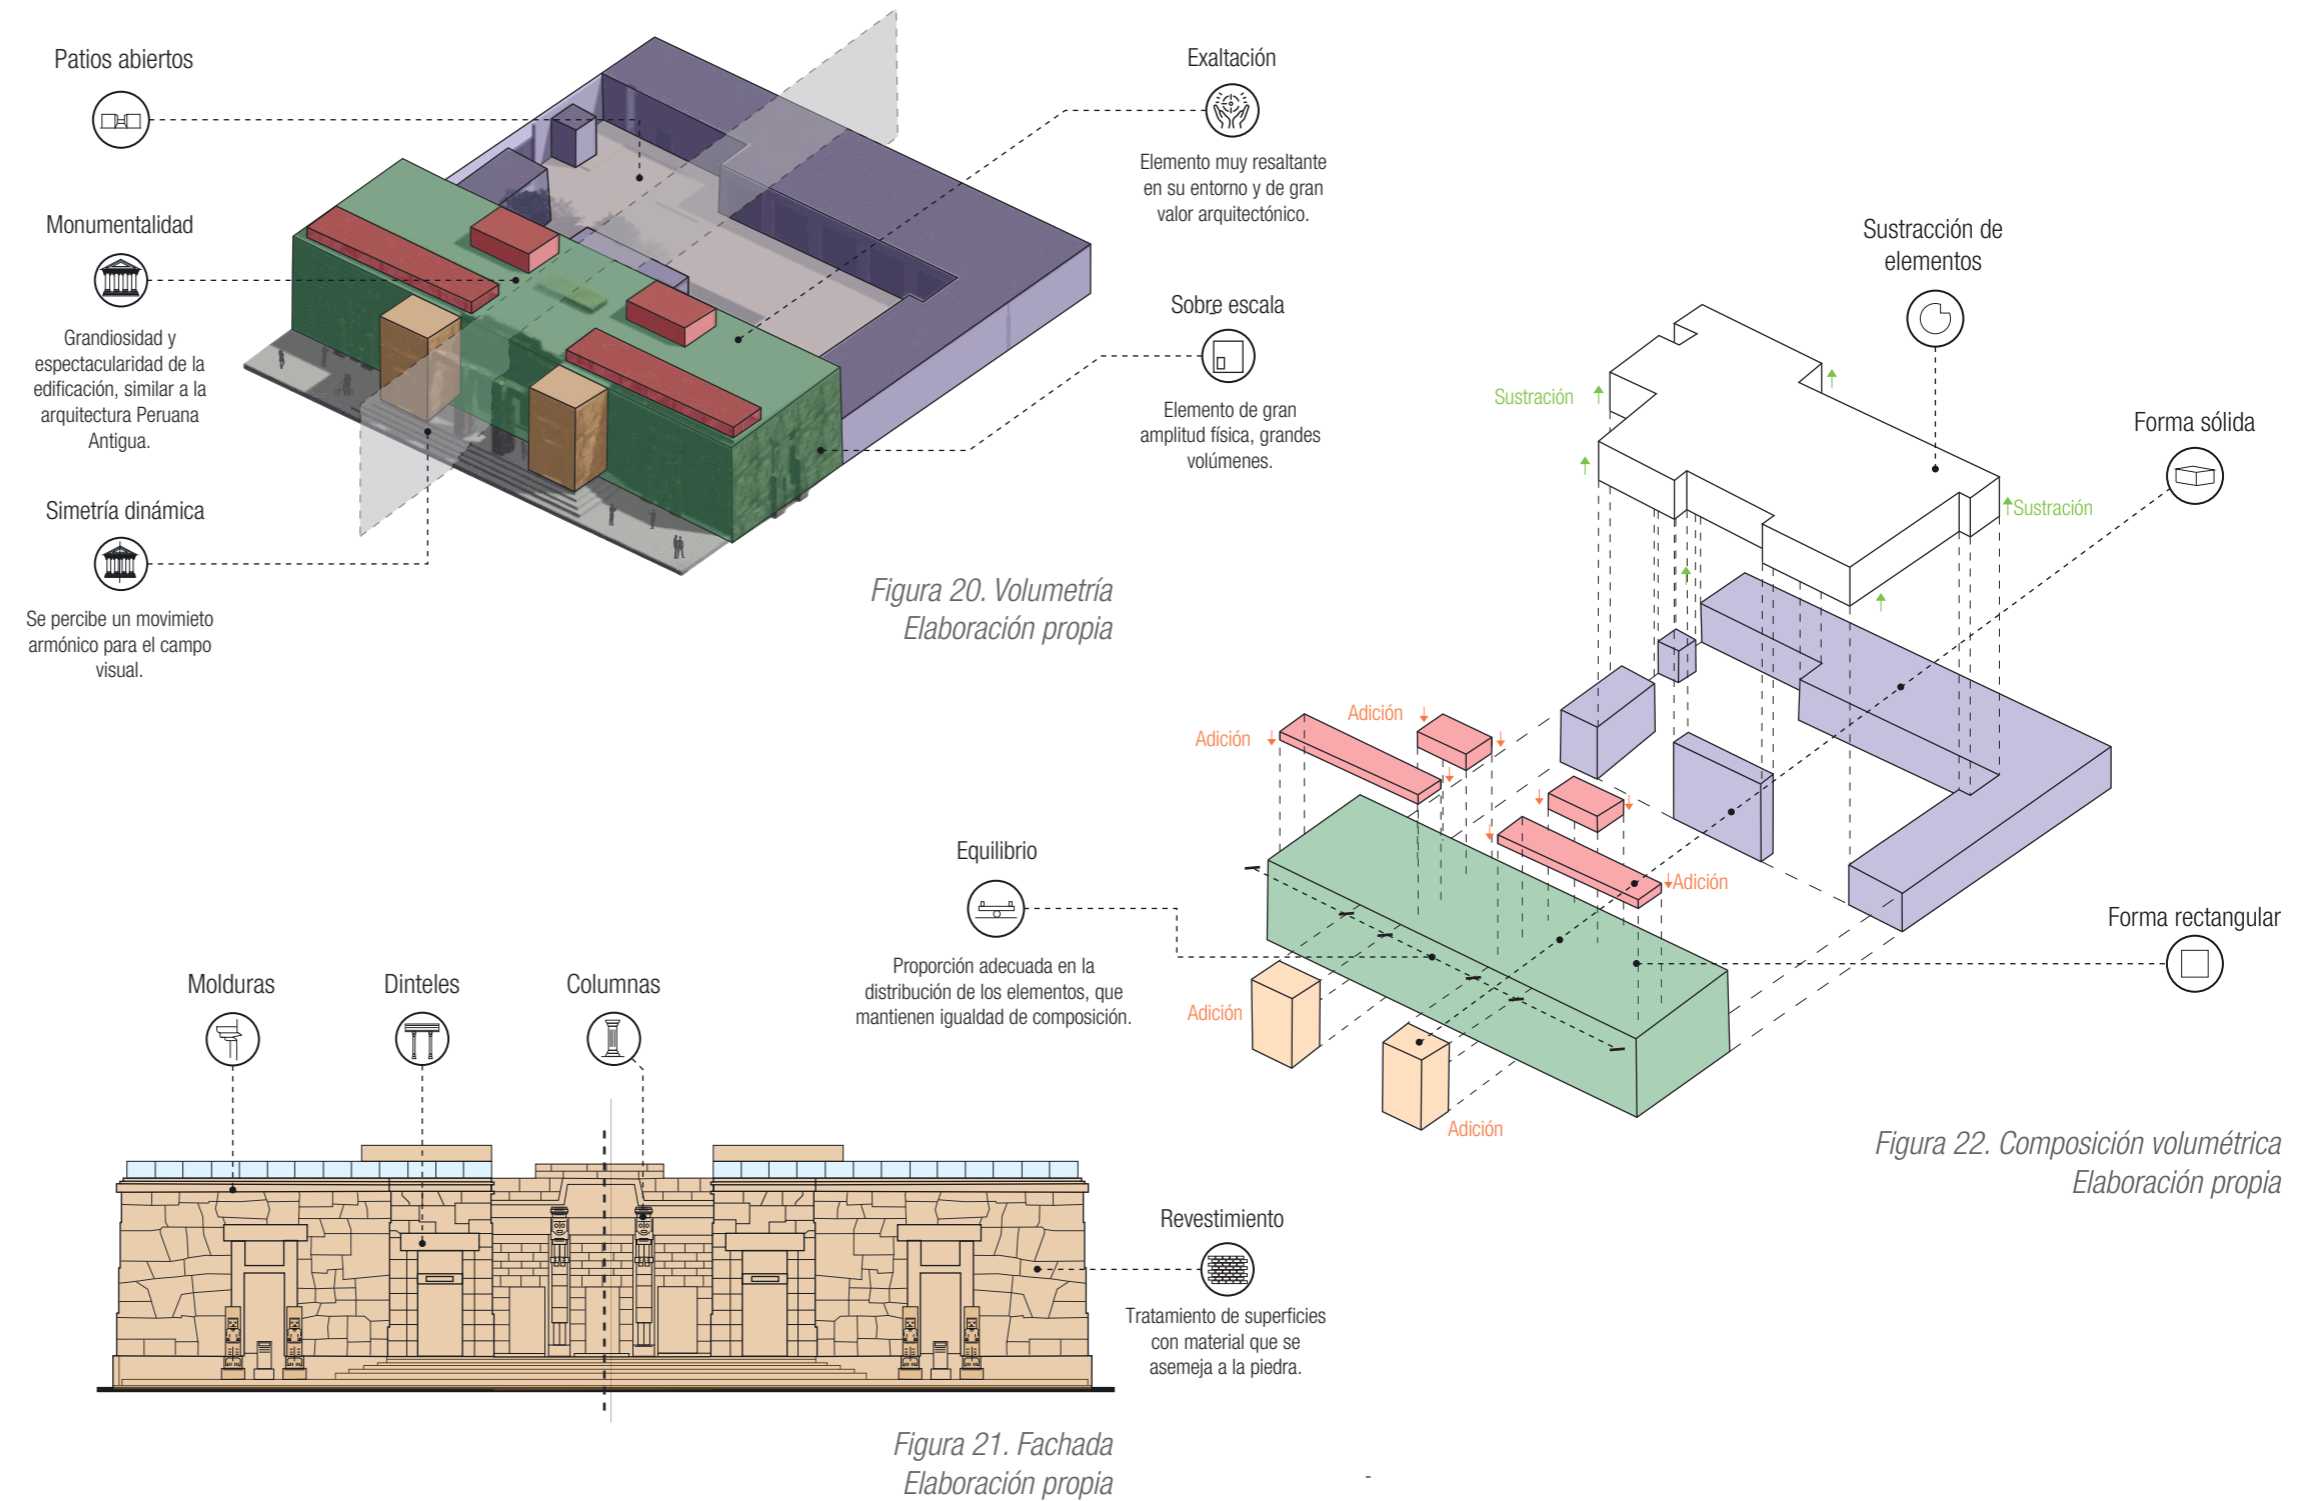 Patios abiertos
Monumentalidad
Grandiosidad y
espectacularidad de la
edificación, similar a la
arquitectura Peruana
Antigua.
Simetría dinámica
Se percibe un movimieto
armónico para el campo
visual.
Exaltación
Elemento muy resaltante
en su entorno y de gran
valor arquitectónico.
Sobre escala
Elemento de gran
amplitud física, grandes
volúmenes.
Figura 20. Volumetría
Elaboración propia
Sustracción de
elementos
Sustracción
Sustracción
Forma sólida
Adición
Adición
Adición
Equilibrio
Proporción adecuada en la
distribución de los elementos, que
mantienen igualdad de composición.
Forma rectangular
Adición
Adición
Figura 22. Composición volumétrica
Elaboración propia
Molduras
Dinteles
Columnas
Revestimiento
Tratamiento de superficies
con material que se
asemeja a la piedra.
Figura 21. Fachada
Elaboración propia
-